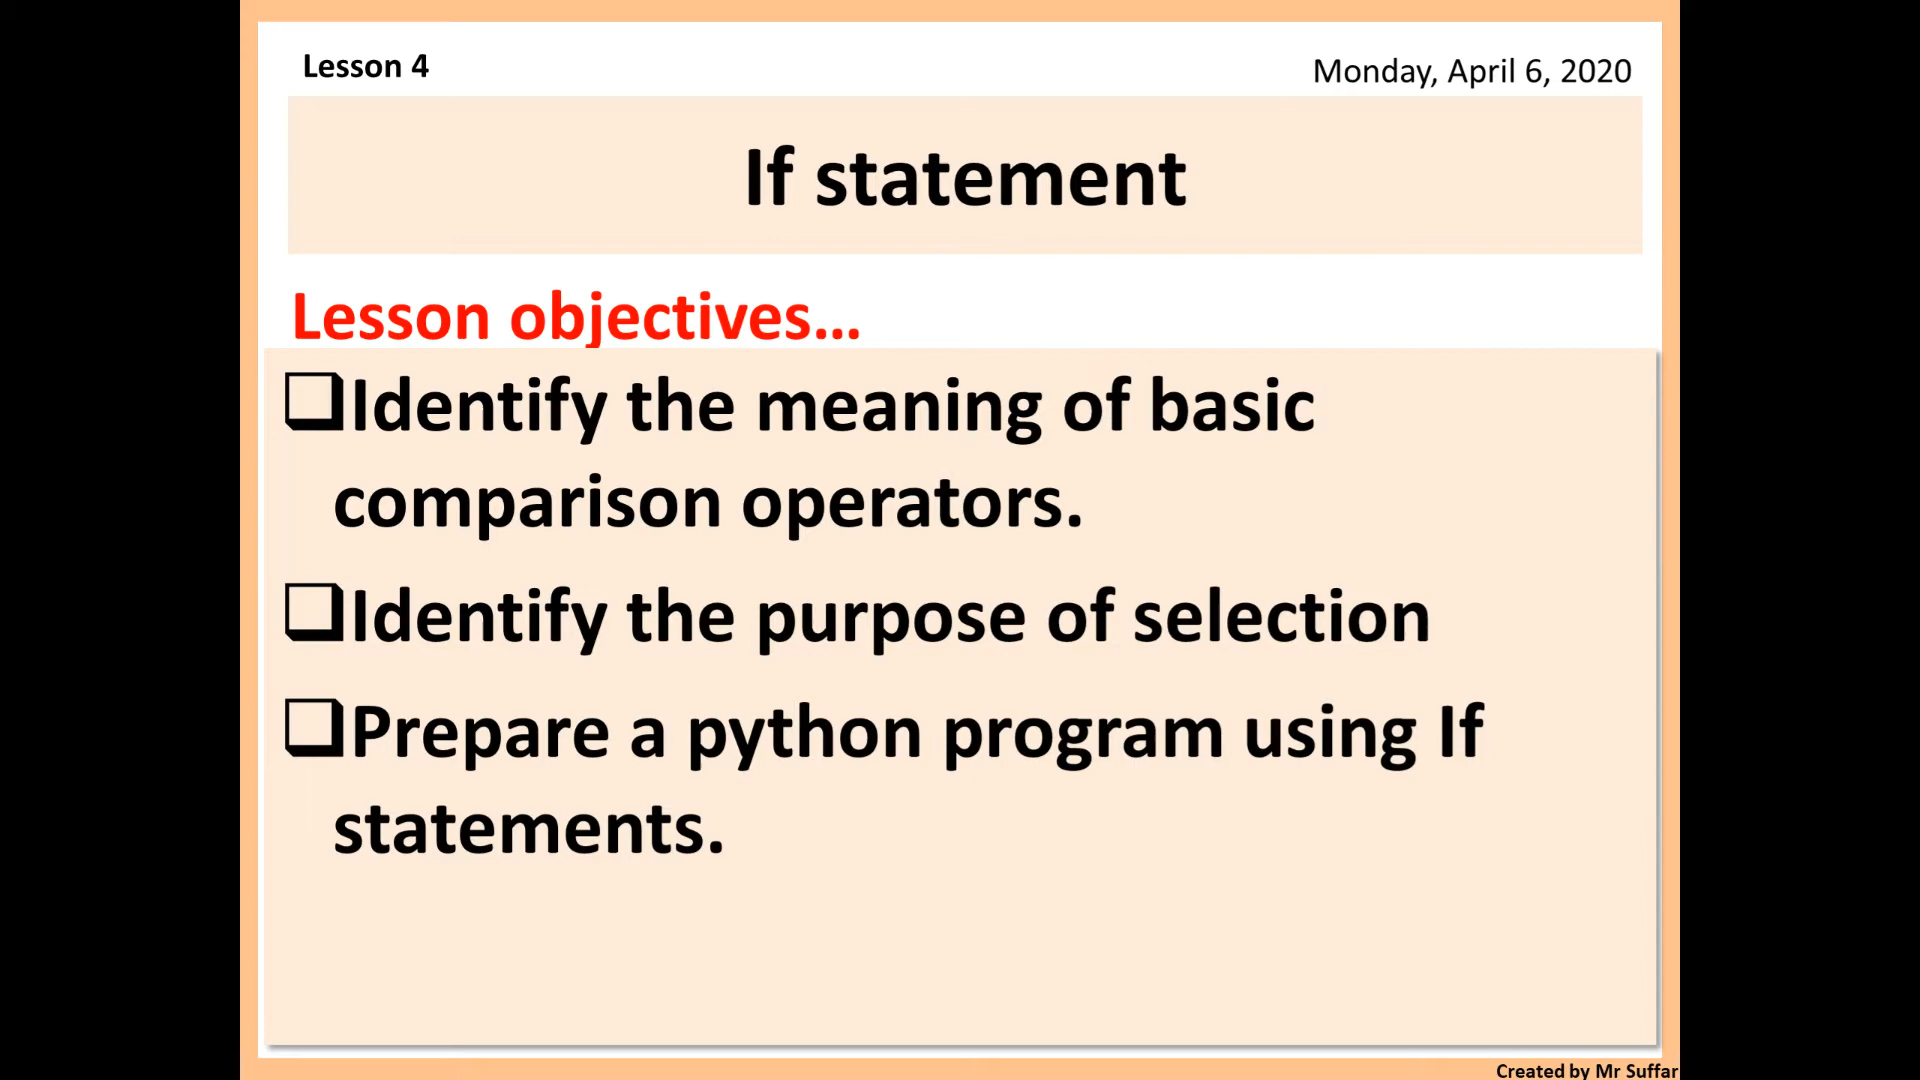 Lesson 4
Monday, April 6, 2020
If statement
Lesson objectives...
❑Identify the meaning of basic
comparison operators.
❑Identify the purpose of selection
❑Prepare a python program using If
statements.
Created by Mr Suffar